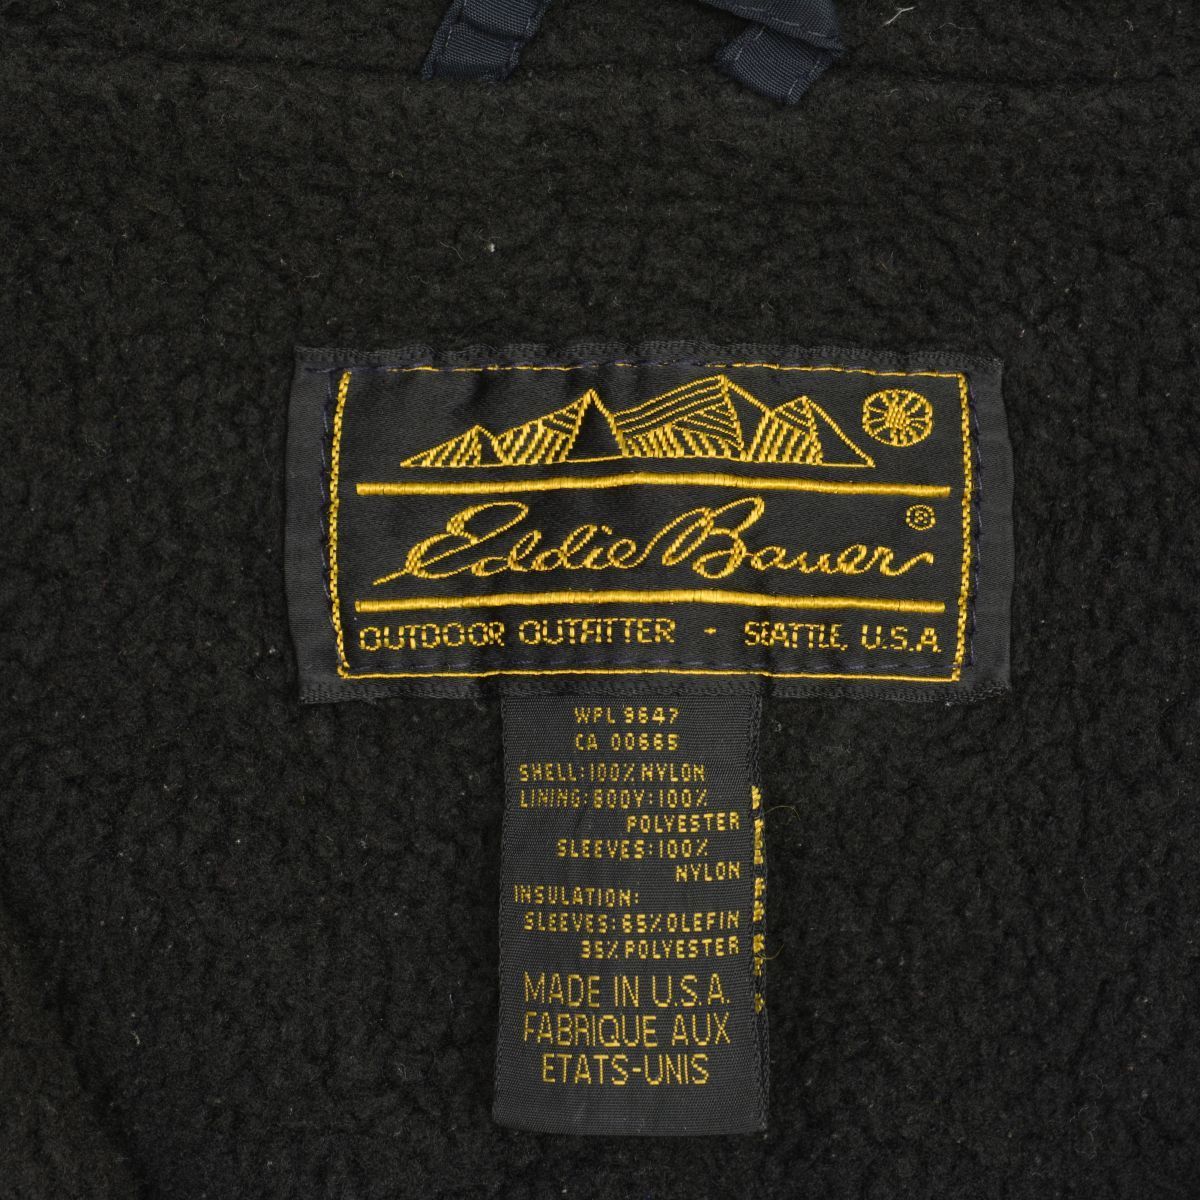 Eddie Bauer ®
OUTDOOR OUTFITTER - SEATTLE, U.S.A.
WPL 9647
CA 00665
SHELL:100% NYLON
LINING:BODY:100%
POLYESTER
SLEEVES:100%
NYLON
INSULATION:
SLEEVES:65%OLEFIN
35%POLYESTER
MADE IN U.S.A.
FABRIQUE AUX
ETATS-UNIS